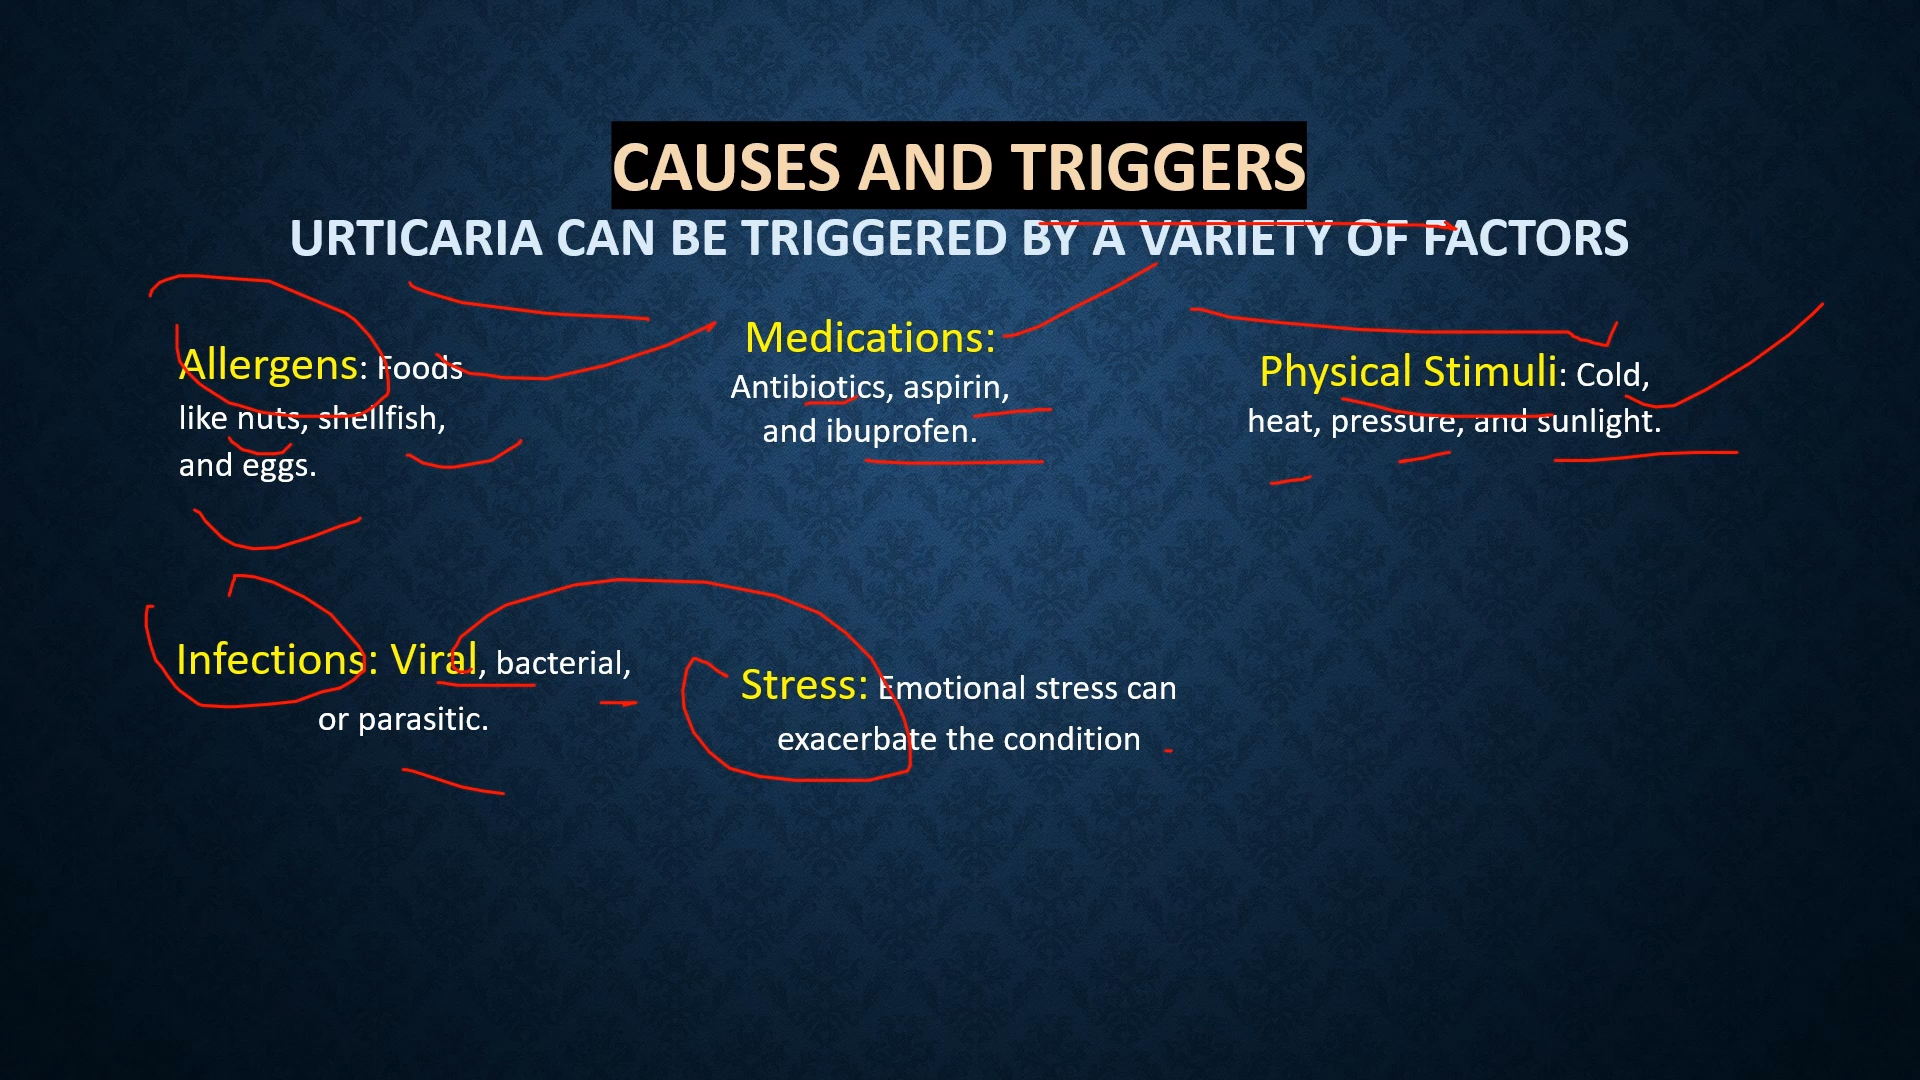 CAUSES AND TRIGGERS
URTICARIA CAN BE TRIGGERED BY A VARIETY OF FACTORS
Allergens: Foods
like nuts, shellfish,
and eggs.
Medications:
Antibiotics, aspirin,
and ibuprofen.
Physical Stimuli: Cold,
heat, pressure, and sunlight.
Infections: Viral, bacterial,
or parasitic.
Stress: Emotional stress can
exacerbate the condition